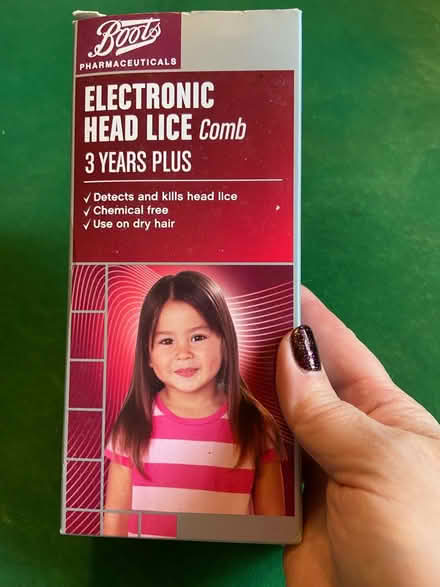 Boots
PHARMACEUTICALS
ELECTRONIC
HEAD LICE Comb
3 YEARS PLUS
✓ Detects and kills head lice
✓ Chemical free
✓ Use on dry hair